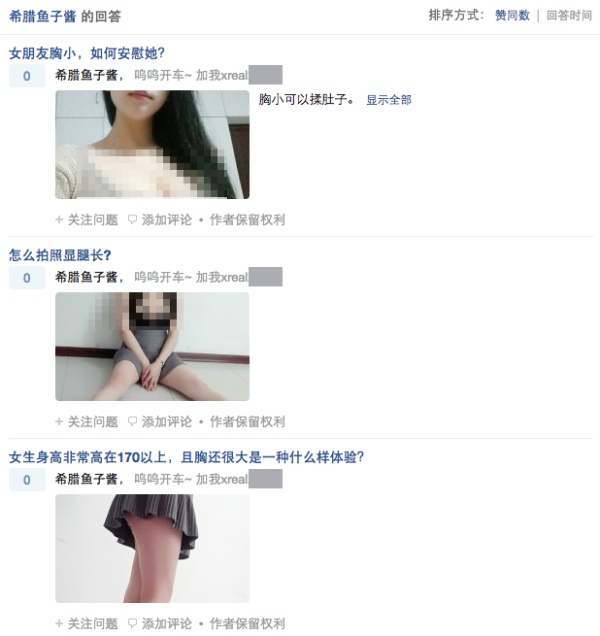 希腊鱼子酱 的回答
排序方式： 赞同数 | 回答时间
女朋友胸小，如何安慰她？
0
希腊鱼子酱， 呜呜开车~ 加我xreal
胸小可以揉肚子。 显示全部
+ 关注问题 添加评论 • 作者保留权利
怎么拍照显腿长？
0
希腊鱼子酱， 呜呜开车~ 加我xreal
+ 关注问题 添加评论 • 作者保留权利
女生身高非常高在170以上，且胸还很大是一种什么样体验？
0
希腊鱼子酱， 呜呜开车~ 加我xreal
+ 关注问题 添加评论 • 作者保留权利